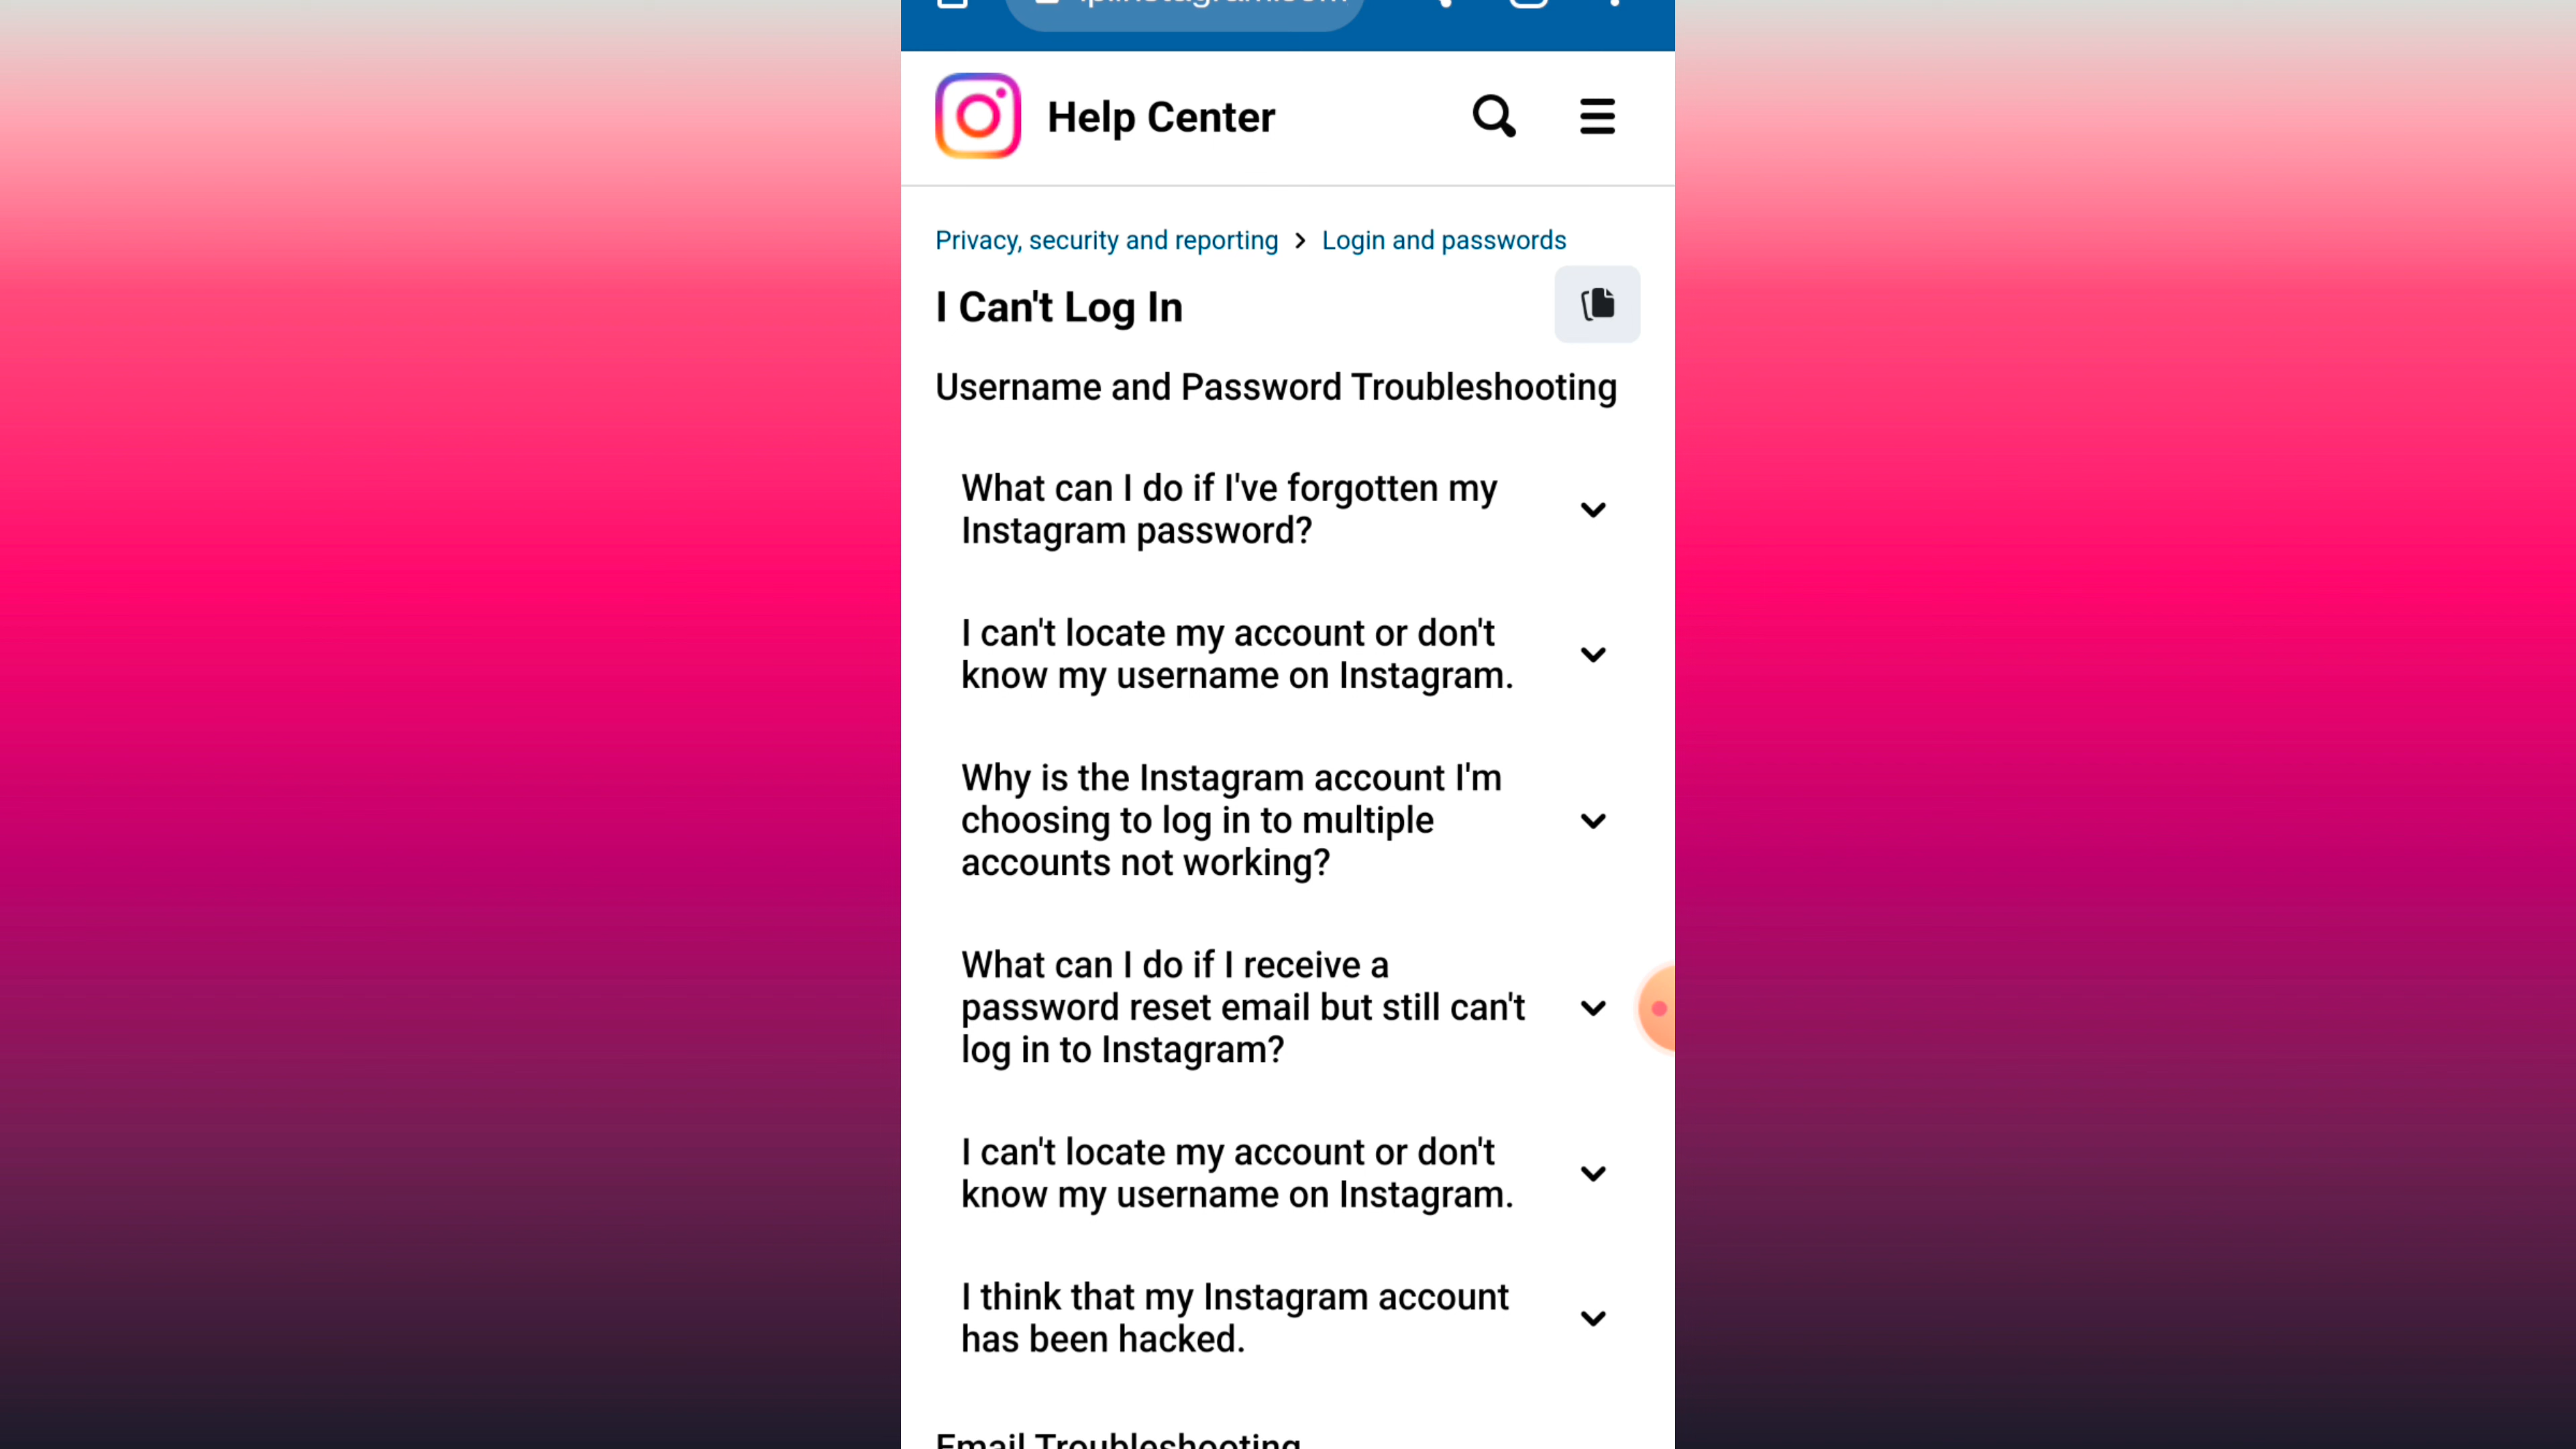 Help Center
Privacy, security and reporting > Login and passwords
I Can't Log In
Username and Password Troubleshooting
What can I do if I've forgotten my
Instagram password?
I can't locate my account or don't
know my username on Instagram.
Why is the Instagram account I'm
choosing to log in to multiple
accounts not working?
What can I do if I receive a
password reset email but still can't
log in to Instagram?
I can't locate my account or don't
know my username on Instagram.
I think that my Instagram account
has been hacked.
Email Troubleshooting